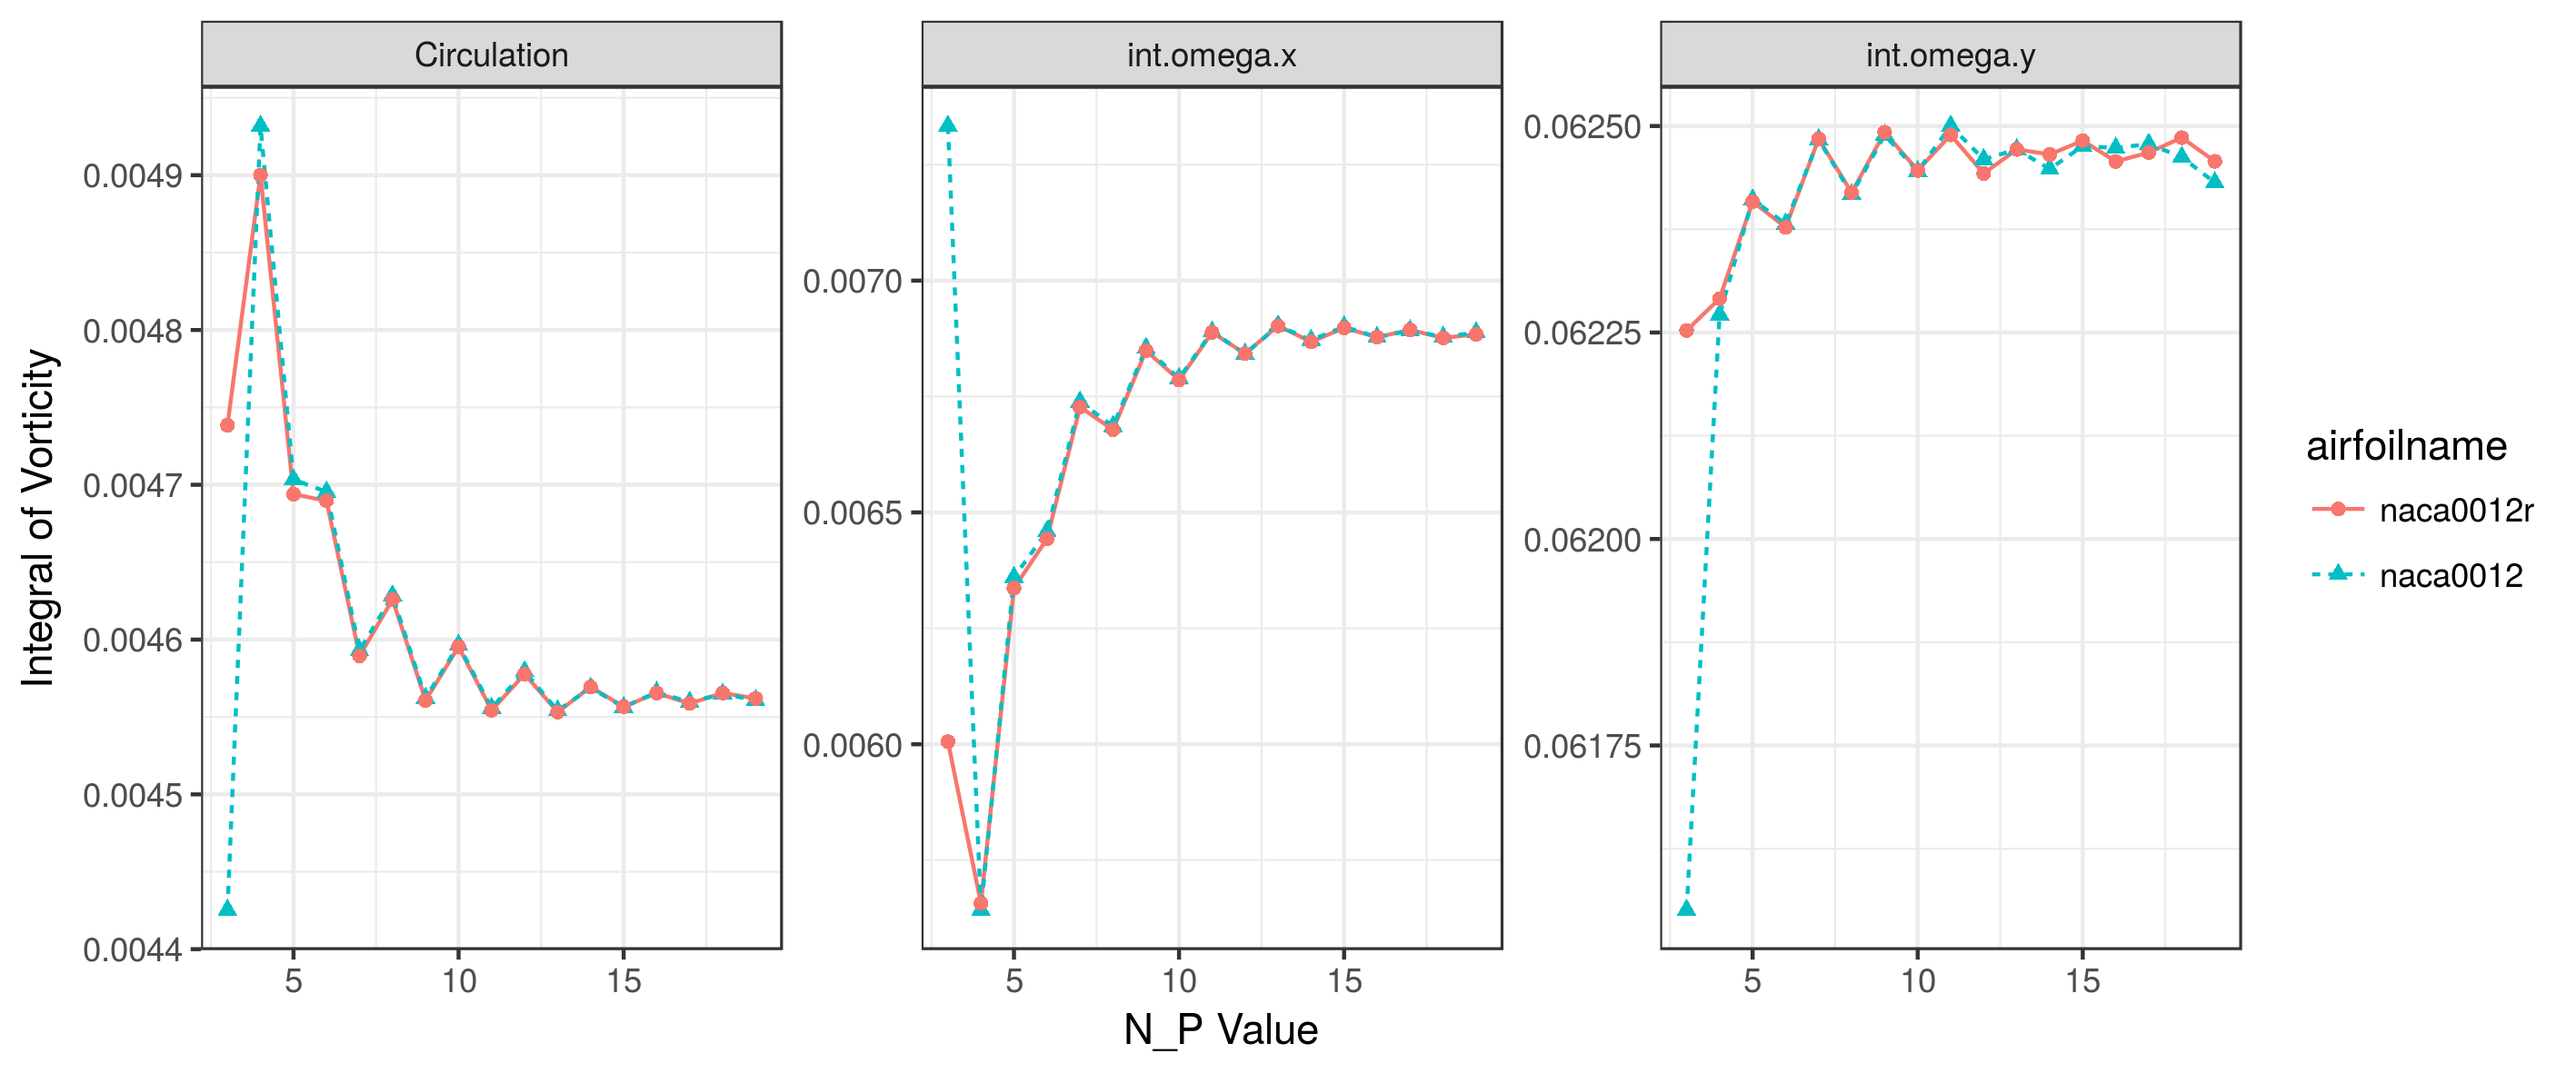 Circulation
int.omega.x
int.omega.y
Integral of Vorticity
0.0049
0.0048
0.0047
0.0046
0.0045
0.0044
0.0070
0.0065
0.0060
0.06250
0.06225
0.06200
0.06175
5 10 15
5 10 15
5 10 15
N_P Value
airfoilname
naca0012r
naca0012